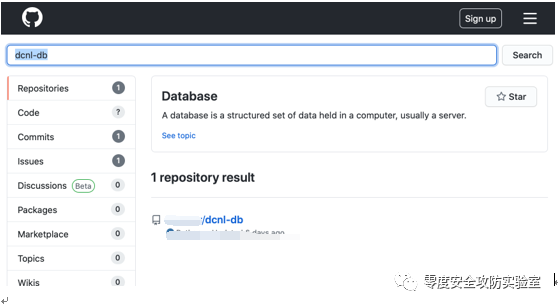 Sign up
dcnl-db
Search
Repositories 1
Code ?
Commits 1
Issues 1
Discussions Beta 0
Packages 0
Marketplace 0
Topics 0
Wikis 0
Database
Star
A database is a structured set of data held in a computer, usually a server.
See topic
1 repository result
/dcnl-db
days ago
零度安全攻防实验室